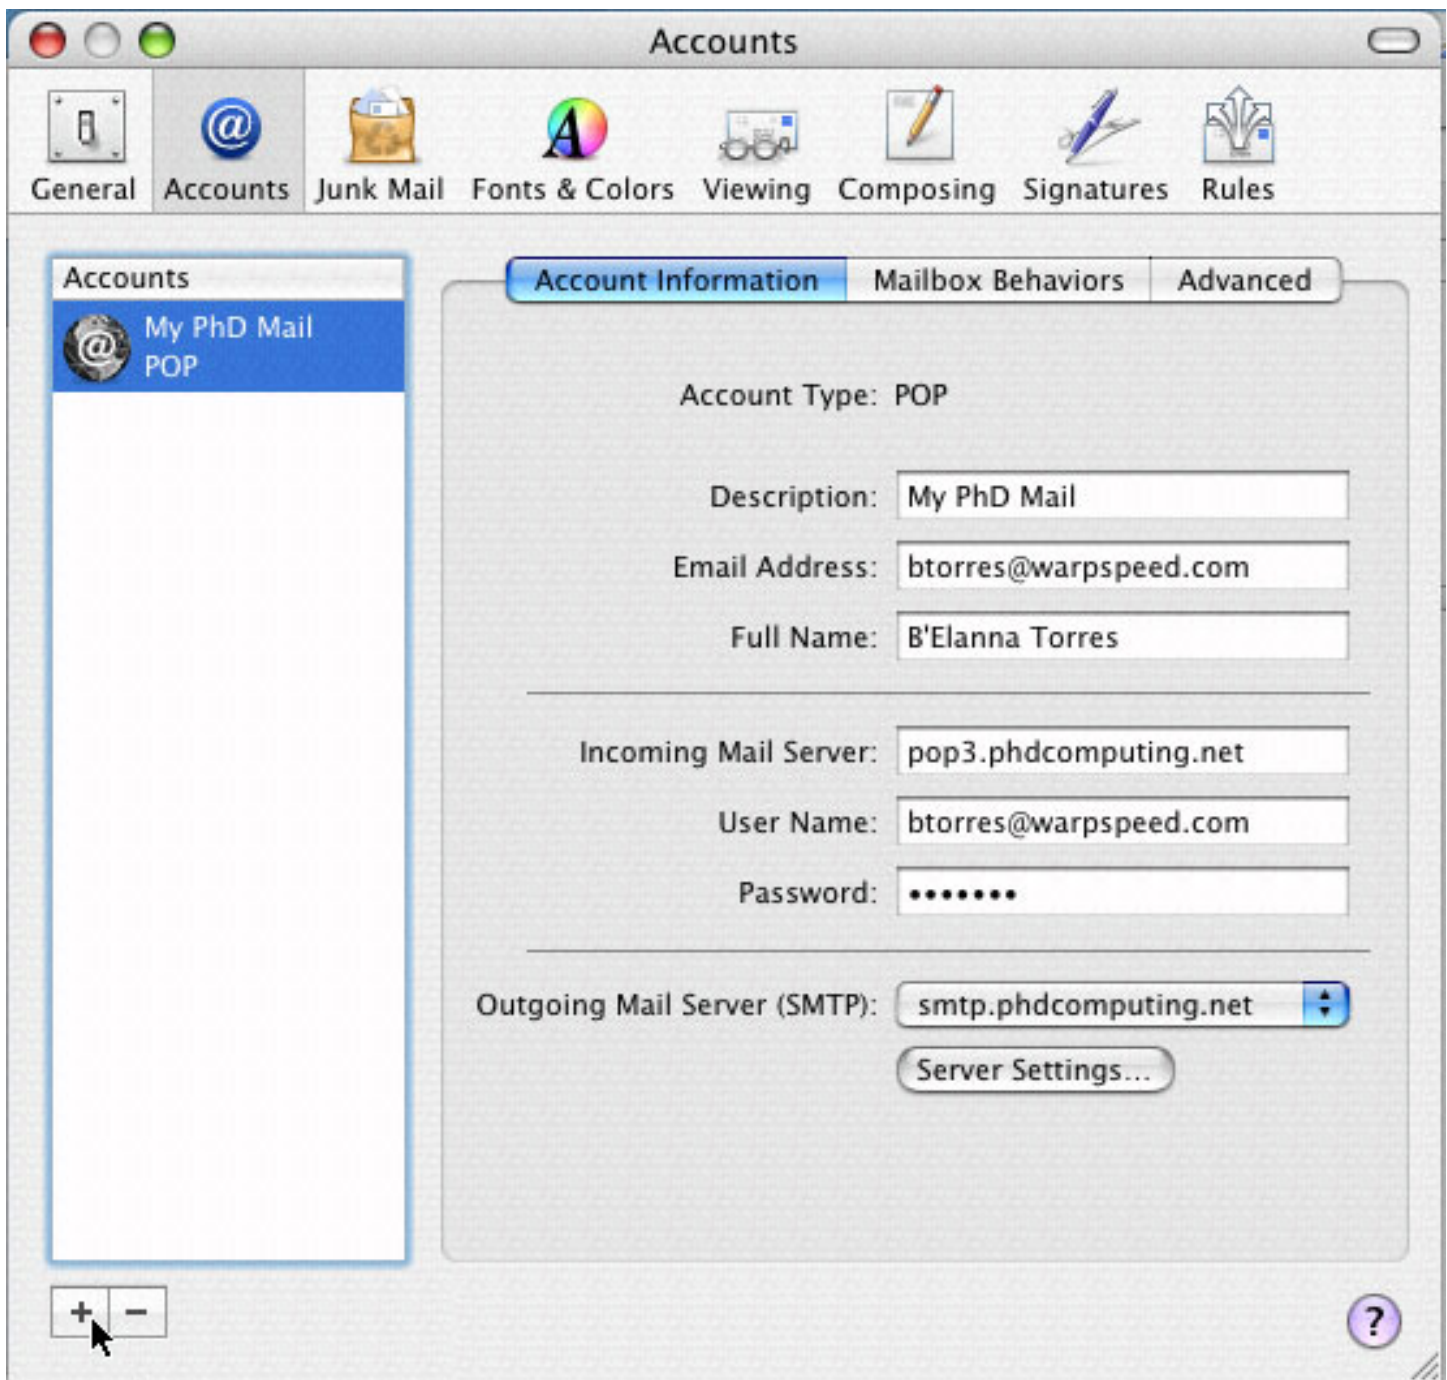 Accounts
General Accounts Junk Mail Fonts & Colors Viewing Composing Signatures Rules
Accounts
My PhD Mail
POP
Account Information Mailbox Behaviors Advanced
Account Type: POP
Description: My PhD Mail
Email Address: btorres@warpspeed.com
Full Name: B'Elanna Torres
Incoming Mail Server: pop3.phdcomputing.net
User Name: btorres@warpspeed.com
Password: •••••••
Outgoing Mail Server (SMTP): smtp.phdcomputing.net
Server Settings...
+ − ?